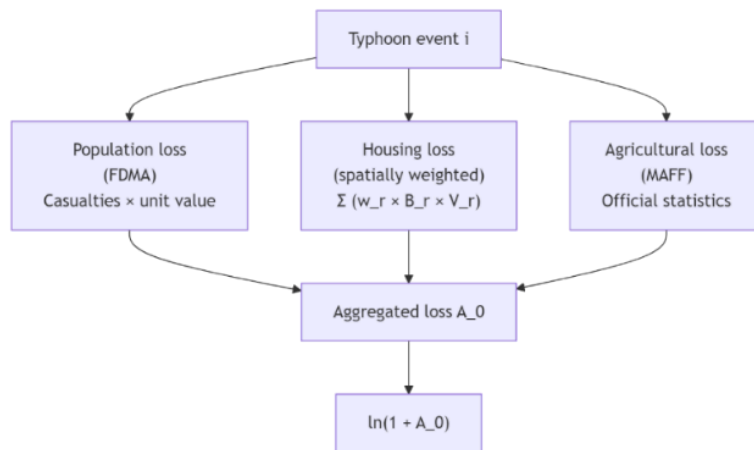 Typhoon event i
Population loss
(FDMA)
Casualties × unit value
Housing loss
(spatially weighted)
Σ (w_r × B_r × V_r)
Agricultural loss
(MAFF)
Official statistics
Aggregated loss A_0
ln(1 + A_0)